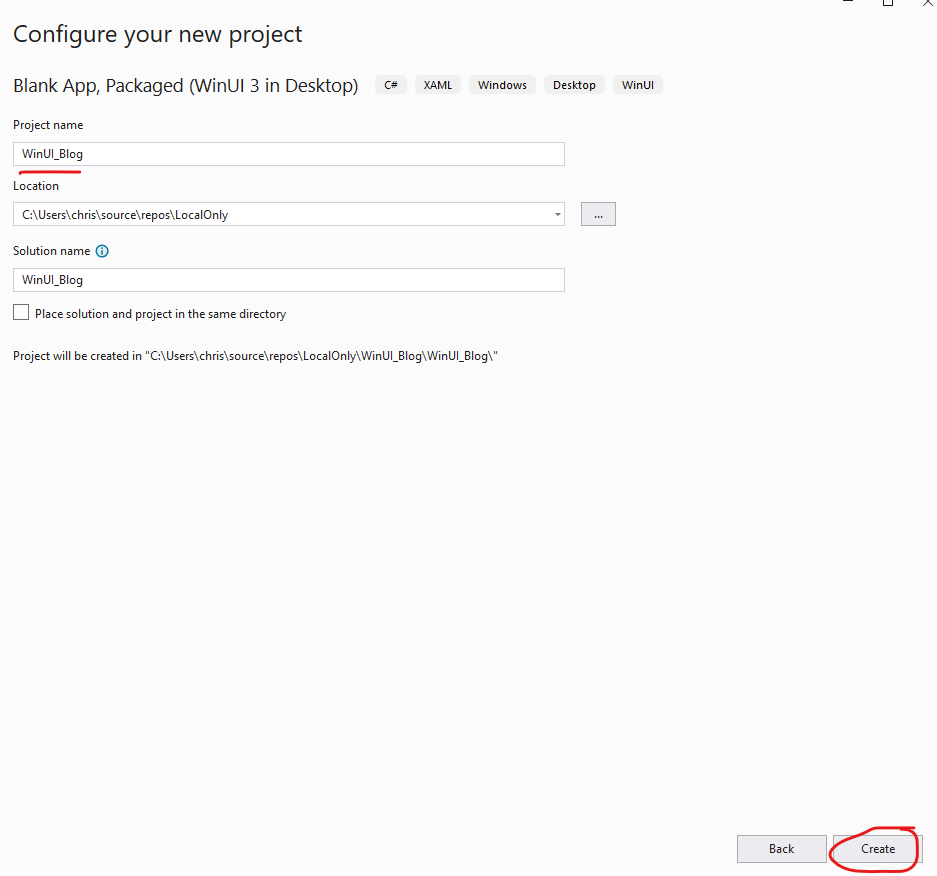 Configure your new project
Blank App, Packaged (WinUI 3 in Desktop) C# XAML Windows Desktop WinUI
Project name
WinUI_Blog
Location
C:\Users\chris\source\repos\LocalOnly ...
Solution name
WinUI_Blog
Place solution and project in the same directory
Project will be created in "C:\Users\chris\source\repos\LocalOnly\WinUI_Blog\WinUI_Blog\"
Back Create